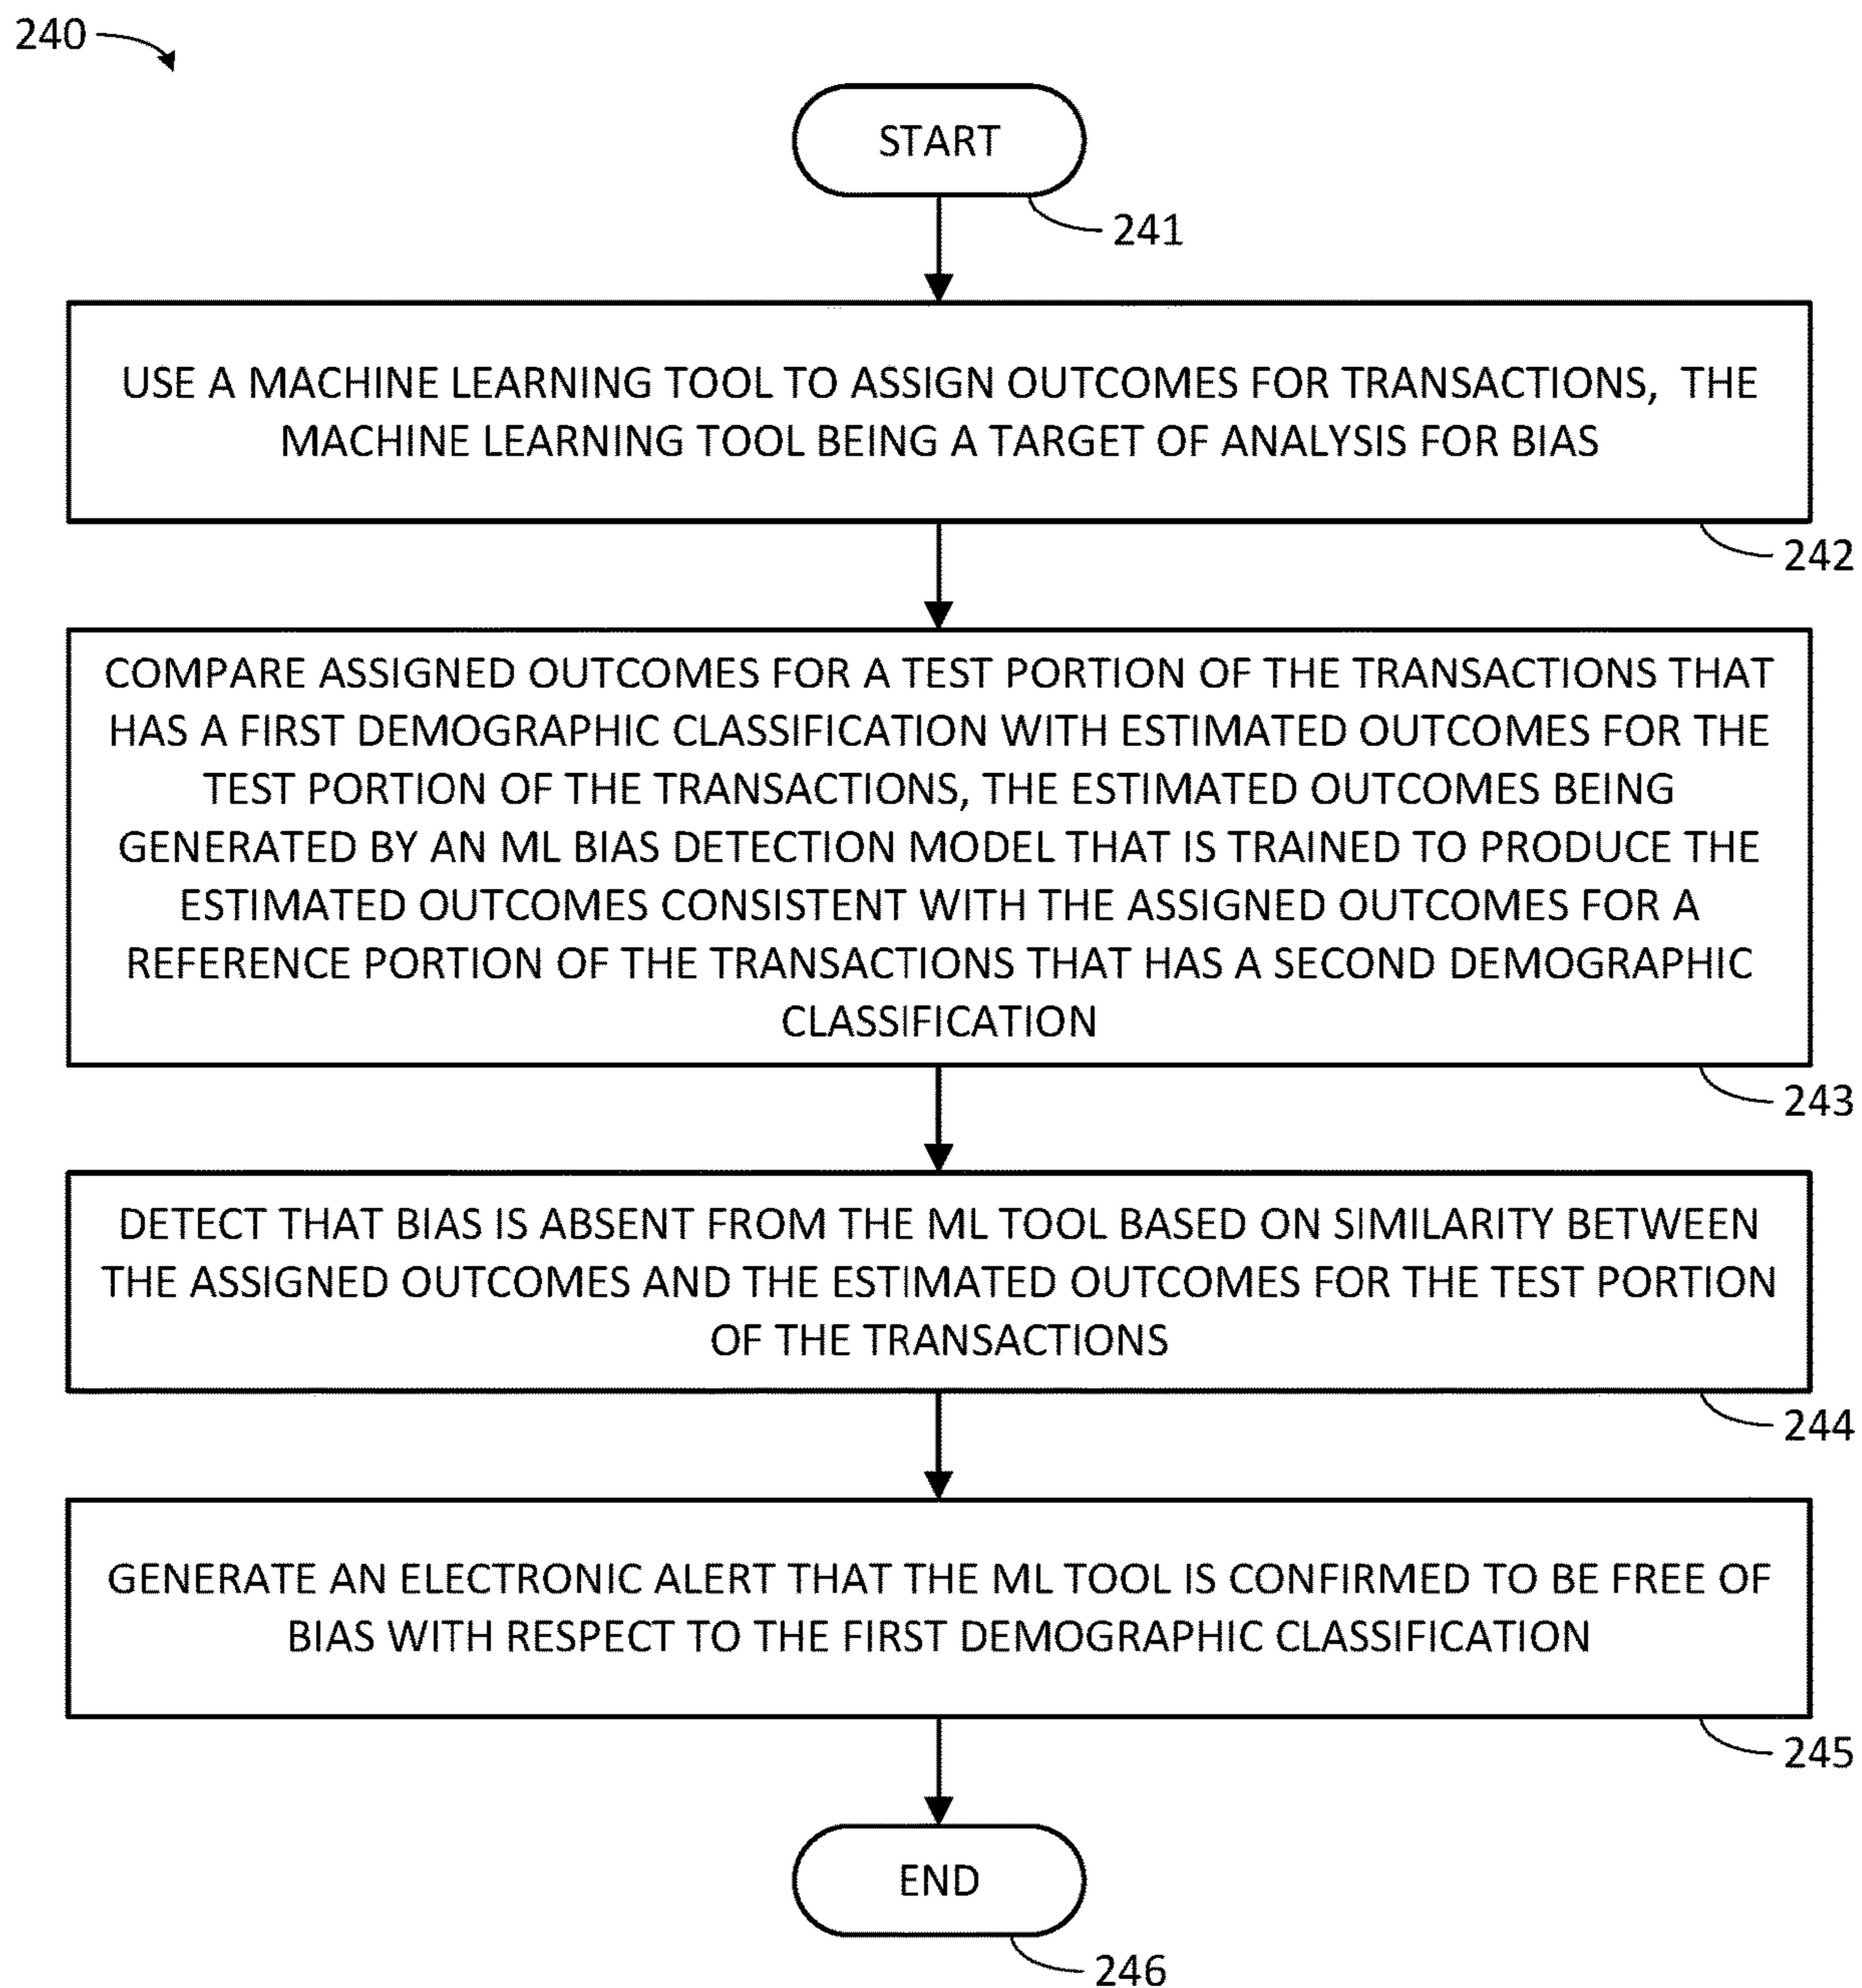 240
START
241
USE A MACHINE LEARNING TOOL TO ASSIGN OUTCOMES FOR TRANSACTIONS, THE
MACHINE LEARNING TOOL BEING A TARGET OF ANALYSIS FOR BIAS
242
COMPARE ASSIGNED OUTCOMES FOR A TEST PORTION OF THE TRANSACTIONS THAT
HAS A FIRST DEMOGRAPHIC CLASSIFICATION WITH ESTIMATED OUTCOMES FOR THE
TEST PORTION OF THE TRANSACTIONS, THE ESTIMATED OUTCOMES BEING
GENERATED BY AN ML BIAS DETECTION MODEL THAT IS TRAINED TO PRODUCE THE
ESTIMATED OUTCOMES CONSISTENT WITH THE ASSIGNED OUTCOMES FOR A
REFERENCE PORTION OF THE TRANSACTIONS THAT HAS A SECOND DEMOGRAPHIC
CLASSIFICATION
243
DETECT THAT BIAS IS ABSENT FROM THE ML TOOL BASED ON SIMILARITY BETWEEN
THE ASSIGNED OUTCOMES AND THE ESTIMATED OUTCOMES FOR THE TEST PORTION
OF THE TRANSACTIONS
244
GENERATE AN ELECTRONIC ALERT THAT THE ML TOOL IS CONFIRMED TO BE FREE OF
BIAS WITH RESPECT TO THE FIRST DEMOGRAPHIC CLASSIFICATION
245
END
246